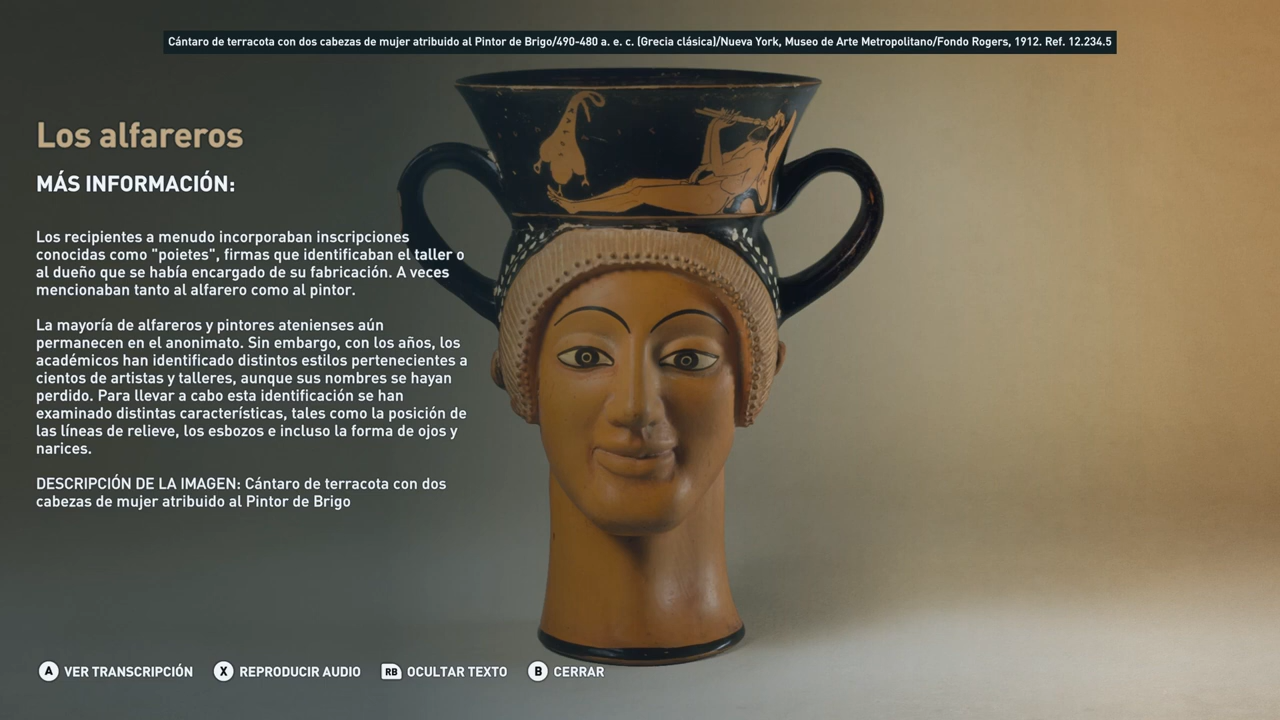 Cántaro de terracota con dos cabezas de mujer atribuido al Pintor de Brigo/490-480 a. e. c. (Grecia clásica)/Nueva York, Museo de Arte Metropolitano/Fondo Rogers, 1912. Ref. 12.234.5
Los alfareros
MÁS INFORMACIÓN:
Los recipientes a menudo incorporaban inscripciones
conocidas como "poietes", firmas que identificaban el taller o
al dueño que se había encargado de su fabricación. A veces
mencionaban tanto al alfarero como al pintor.
La mayoría de alfareros y pintores atenienses aún
permanecen en el anonimato. Sin embargo, con los años, los
académicos han identificado distintos estilos pertenecientes a
cientos de artistas y talleres, aunque sus nombres se hayan
perdido. Para llevar a cabo esta identificación se han
examinado distintas características, tales como la posición de
las líneas de relieve, los esbozos e incluso la forma de ojos y
narices.
DESCRIPCIÓN DE LA IMAGEN: Cántaro de terracota con dos
cabezas de mujer atribuido al Pintor de Brigo
A VER TRANSCRIPCIÓN X REPRODUCIR AUDIO RB OCULTAR TEXTO B CERRAR